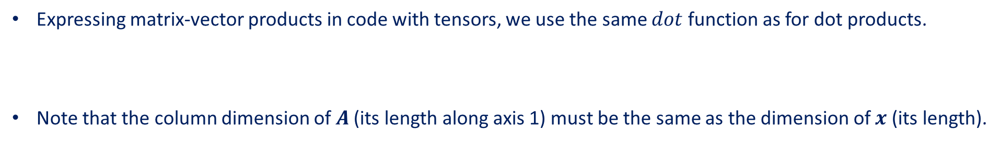 • Expressing matrix-vector products in code with tensors, we use the same dot function as for dot products.
• Note that the column dimension of A (its length along axis 1) must be the same as the dimension of x (its length).